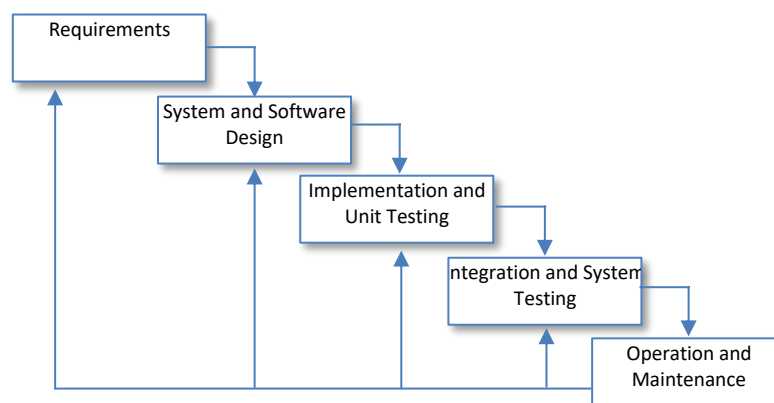 Requirements
System and Software
Design
Implementation and
Unit Testing
ntegration and System
Testing
Operation and
Maintenance